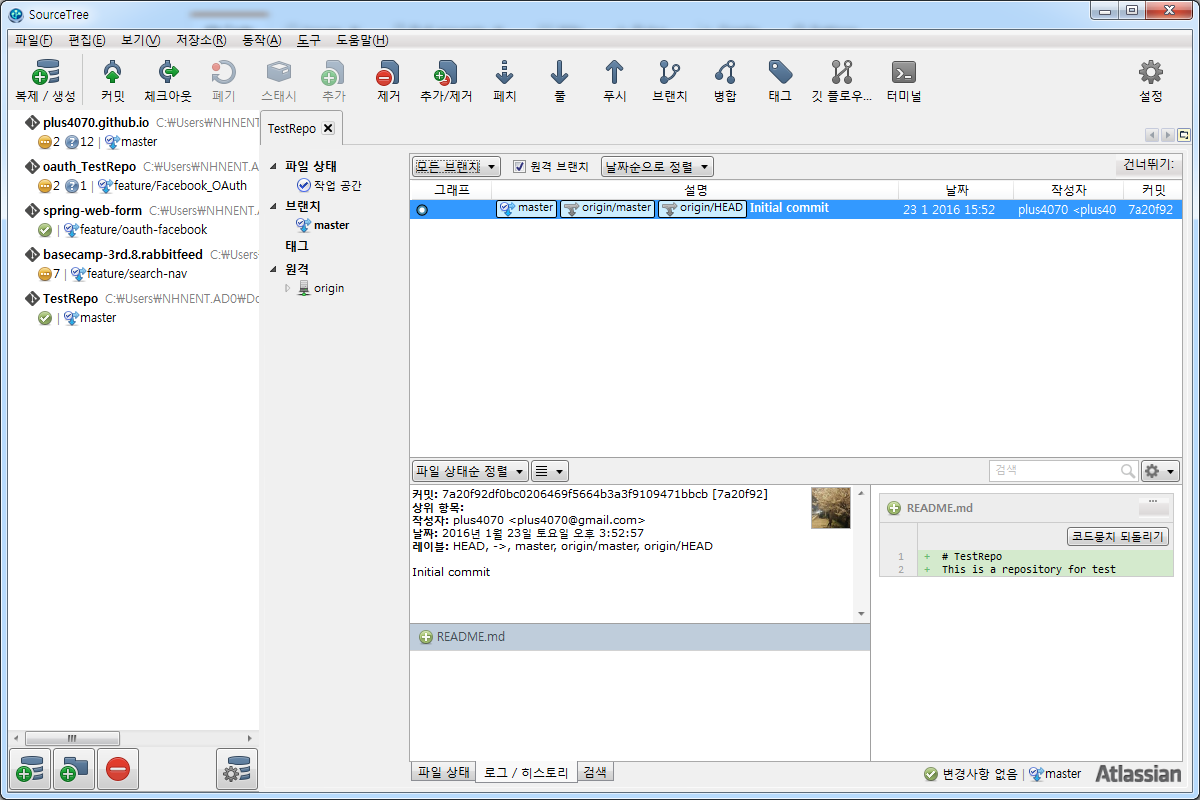 SourceTree
파일(F) 편집(E) 보기(V) 저장소(R) 동작(A) 도구 도움말(H)
복제 / 생성 커밋 체크아웃 폐기 스태시 추가 제거 추가/제거 페치 풀 푸시 브랜치 병합 태그 깃 플로우... 터미널 설정
plus4070.github.io C:₩Users₩NHNENT
2 12 | master
oauth_TestRepo C:₩Users₩NHNENT.A
2 1 | feature/Facebook_OAuth
spring-web-form C:₩Users₩NHNENT.
| feature/oauth-facebook
basecamp-3rd.8.rabbitfeed C:₩Users
7 | feature/search-nav
TestRepo C:₩Users₩NHNENT.AD0₩Do
| master
TestRepo
파일 상태
작업 공간
브랜치
master
태그
원격
origin
모든 브랜치 원격 브랜치 날짜순으로 정렬 건너뛰기:
그래프 설명 날짜 작성자 커밋
master origin/master origin/HEAD Initial commit 23 1 2016 15:52 plus4070 <plus40 7a20f92
파일 상태순 정렬 검색
커밋: 7a20f92df0bc0206469f5664b3a3f9109471bbcb [7a20f92]
상위 항목:
작성자: plus4070 <plus4070@gmail.com>
날짜: 2016년 1월 23일 토요일 오후 3:52:57
레이블: HEAD, ->, master, origin/master, origin/HEAD
Initial commit
README.md
README.md
...
코드뭉치 되돌리기
1 + # TestRepo
2 + This is a repository for test
파일 상태 로그 / 히스토리 검색
변경사항 없음 | master Atlassian